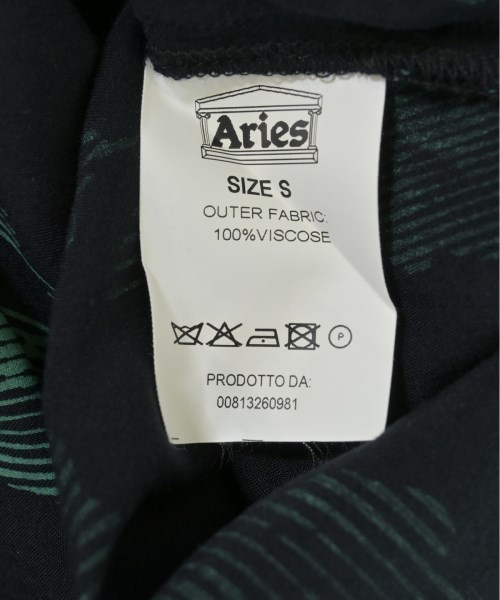 Aries
SIZE S
OUTER FABRIC:
100%VISCOSE
P
PRODOTTO DA:
00813260981